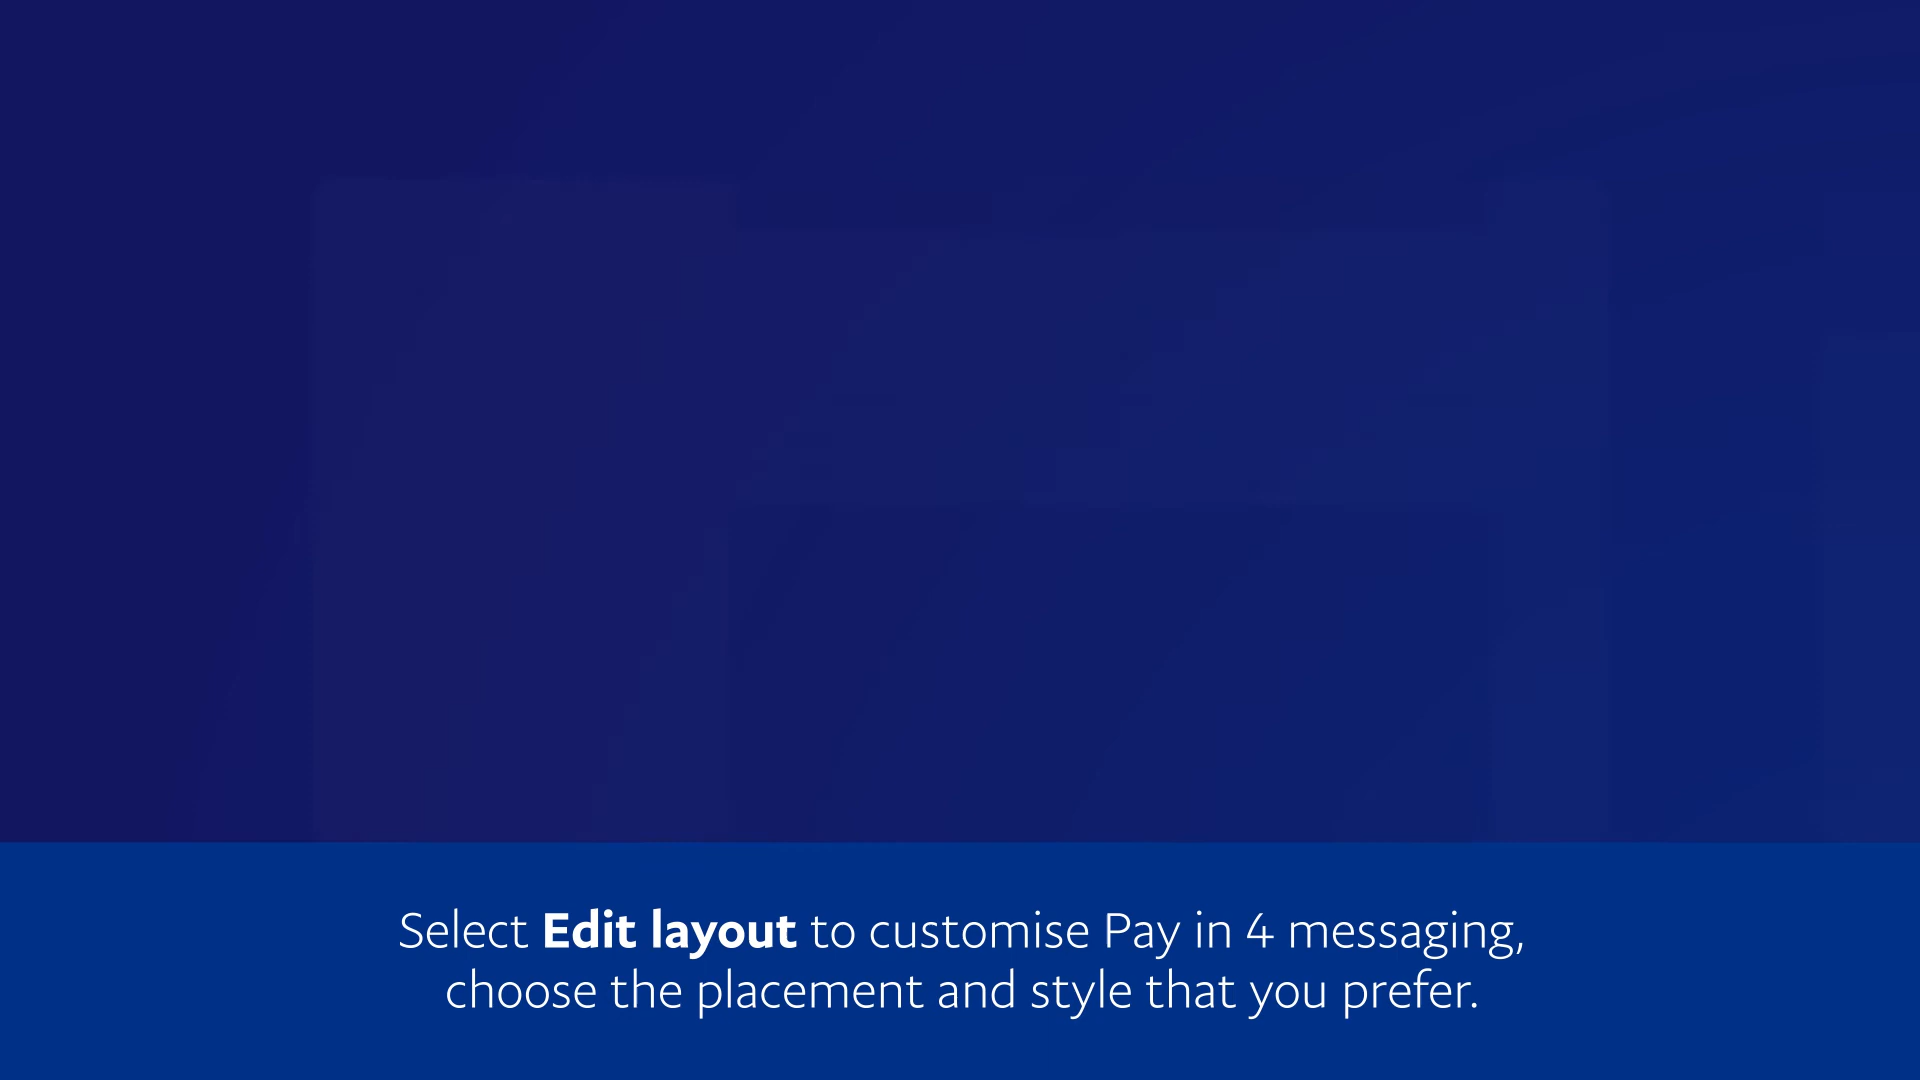 Select Edit layout to customise Pay in 4 messaging,
choose the placement and style that you prefer.